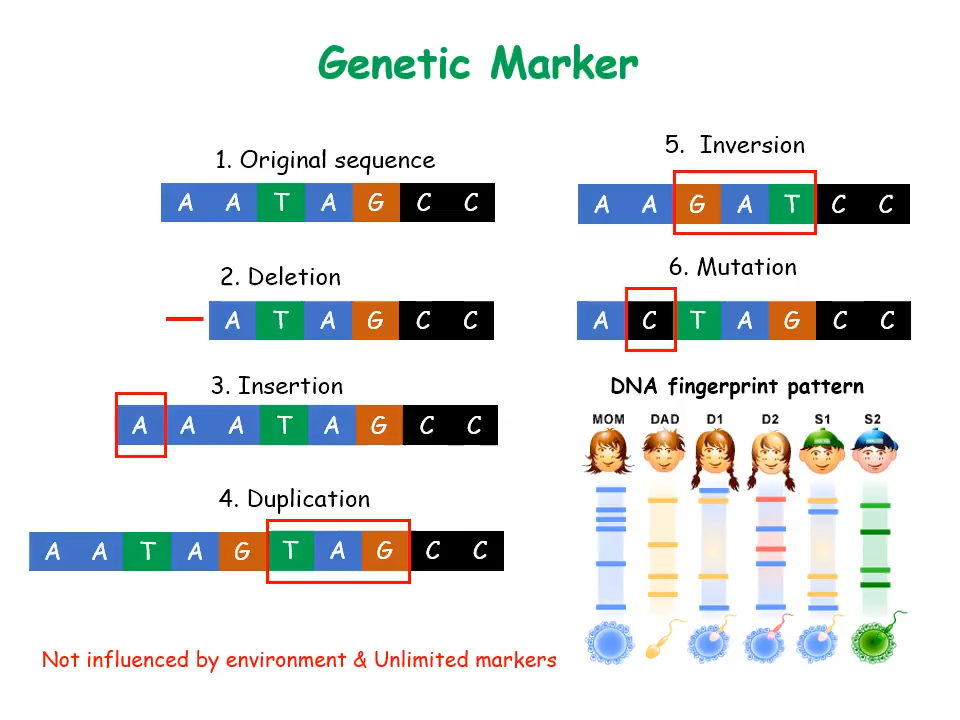 Genetic Marker
1. Original sequence
A A T A G C C
2. Deletion
A T A G C C
3. Insertion
A A A T A G C C
4. Duplication
A A T A G T A G C C
Not influenced by environment & Unlimited markers
5. Inversion
A A G A T C C
6. Mutation
A C T A G C C
DNA fingerprint pattern
MOM DAD D1 D2 S1 S2